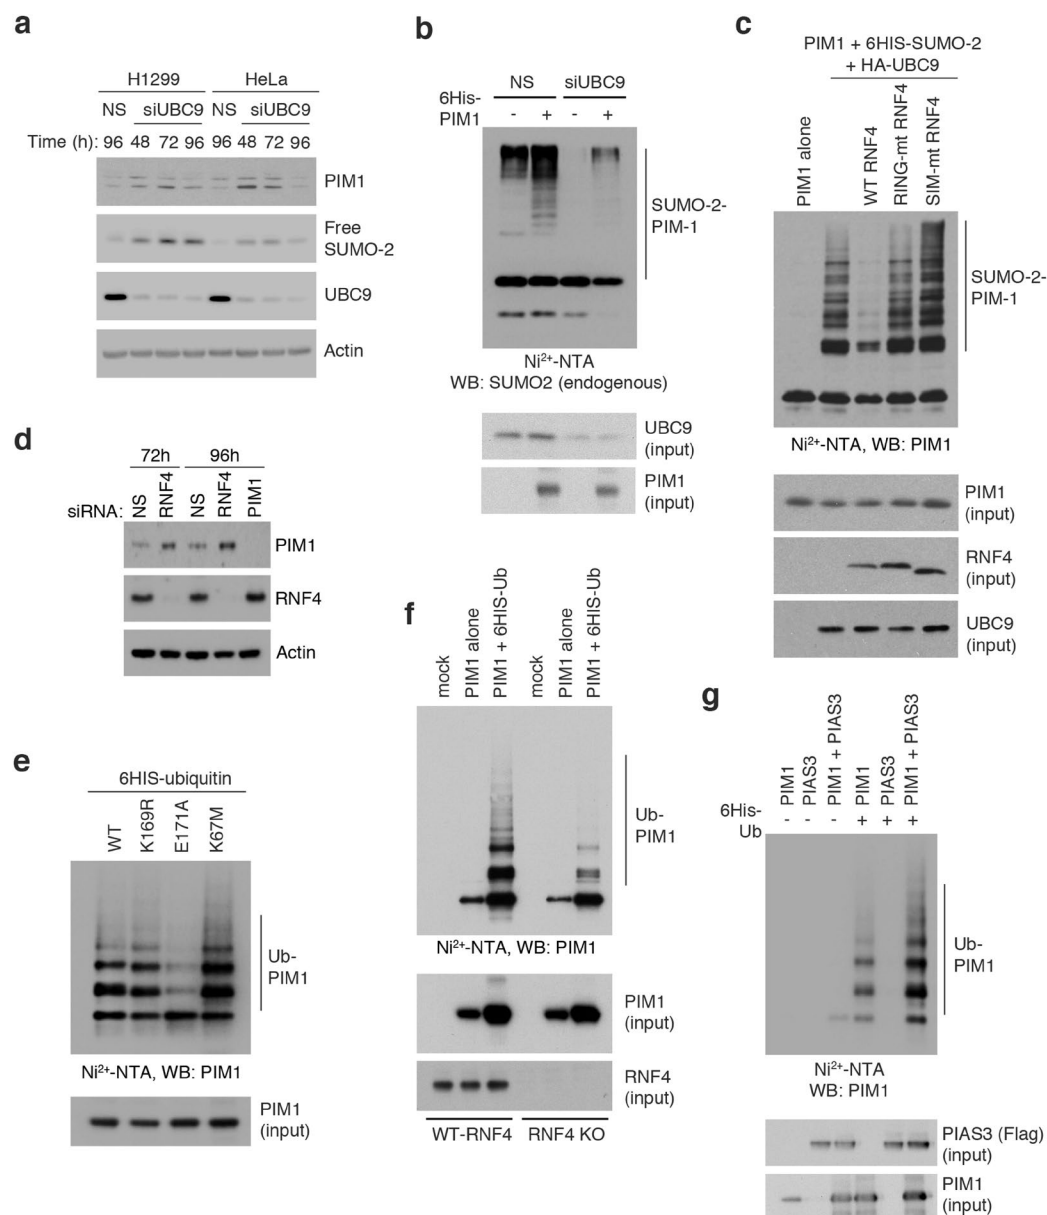 a
H1299 HeLa
NS siUBC9 NS siUBC9
Time (h): 96 48 72 96 96 48 72 96
PIM1
Free
SUMO-2
UBC9
Actin
b
NS siUBC9
6His-
PIM1 - + - +
SUMO-2-
PIM-1
Ni²⁺-NTA
WB: SUMO2 (endogenous)
UBC9
(input)
PIM1
(input)
c
PIM1 + 6HIS-SUMO-2
+ HA-UBC9
PIM1 alone
WT RNF4
RING-mt RNF4
SIM-mt RNF4
SUMO-2-
PIM-1
Ni²⁺-NTA, WB: PIM1
PIM1
(input)
RNF4
(input)
UBC9
(input)
d
72h 96h
siRNA: NS RNF4 NS RNF4 PIM1
PIM1
RNF4
Actin
e
6HIS-ubiquitin
WT K169R E171A K67M
Ub-
PIM1
Ni²⁺-NTA, WB: PIM1
PIM1
(input)
f
mock PIM1 alone PIM1 + 6HIS-Ub mock PIM1 alone PIM1 + 6HIS-Ub
Ub-
PIM1
Ni²⁺-NTA, WB: PIM1
PIM1
(input)
RNF4
(input)
WT-RNF4 RNF4 KO
g
PIM1 PIAS3 PIM1 + PIAS3 PIM1 PIAS3 PIM1 + PIAS3
6His-
Ub - - - + + +
Ub-
PIM1
Ni²⁺-NTA
WB: PIM1
PIAS3 (Flag)
(input)
PIM1
(input)